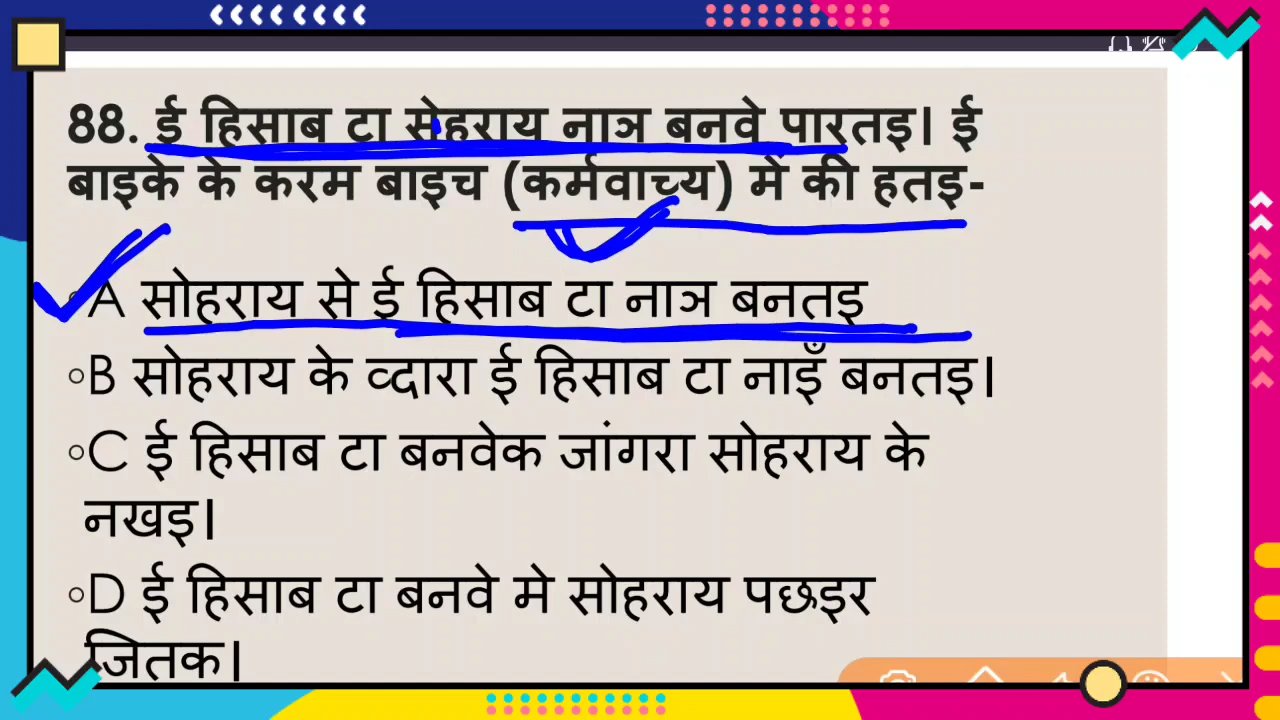 88. ई हिसाब टा सेहराय नाञ बनवे पारतइ। ई
बाइके के करम बाइच (कर्मवाच्य) में की हतइ-
◦A सोहराय से ई हिसाब टा नाञ बनतइ
◦B सोहराय के व्दारा ई हिसाब टा नाइँ बनतइ।
◦C ई हिसाब टा बनवेक जांगरा सोहराय के
नखइ।
◦D ई हिसाब टा बनवे मे सोहराय पछइर
जितक।